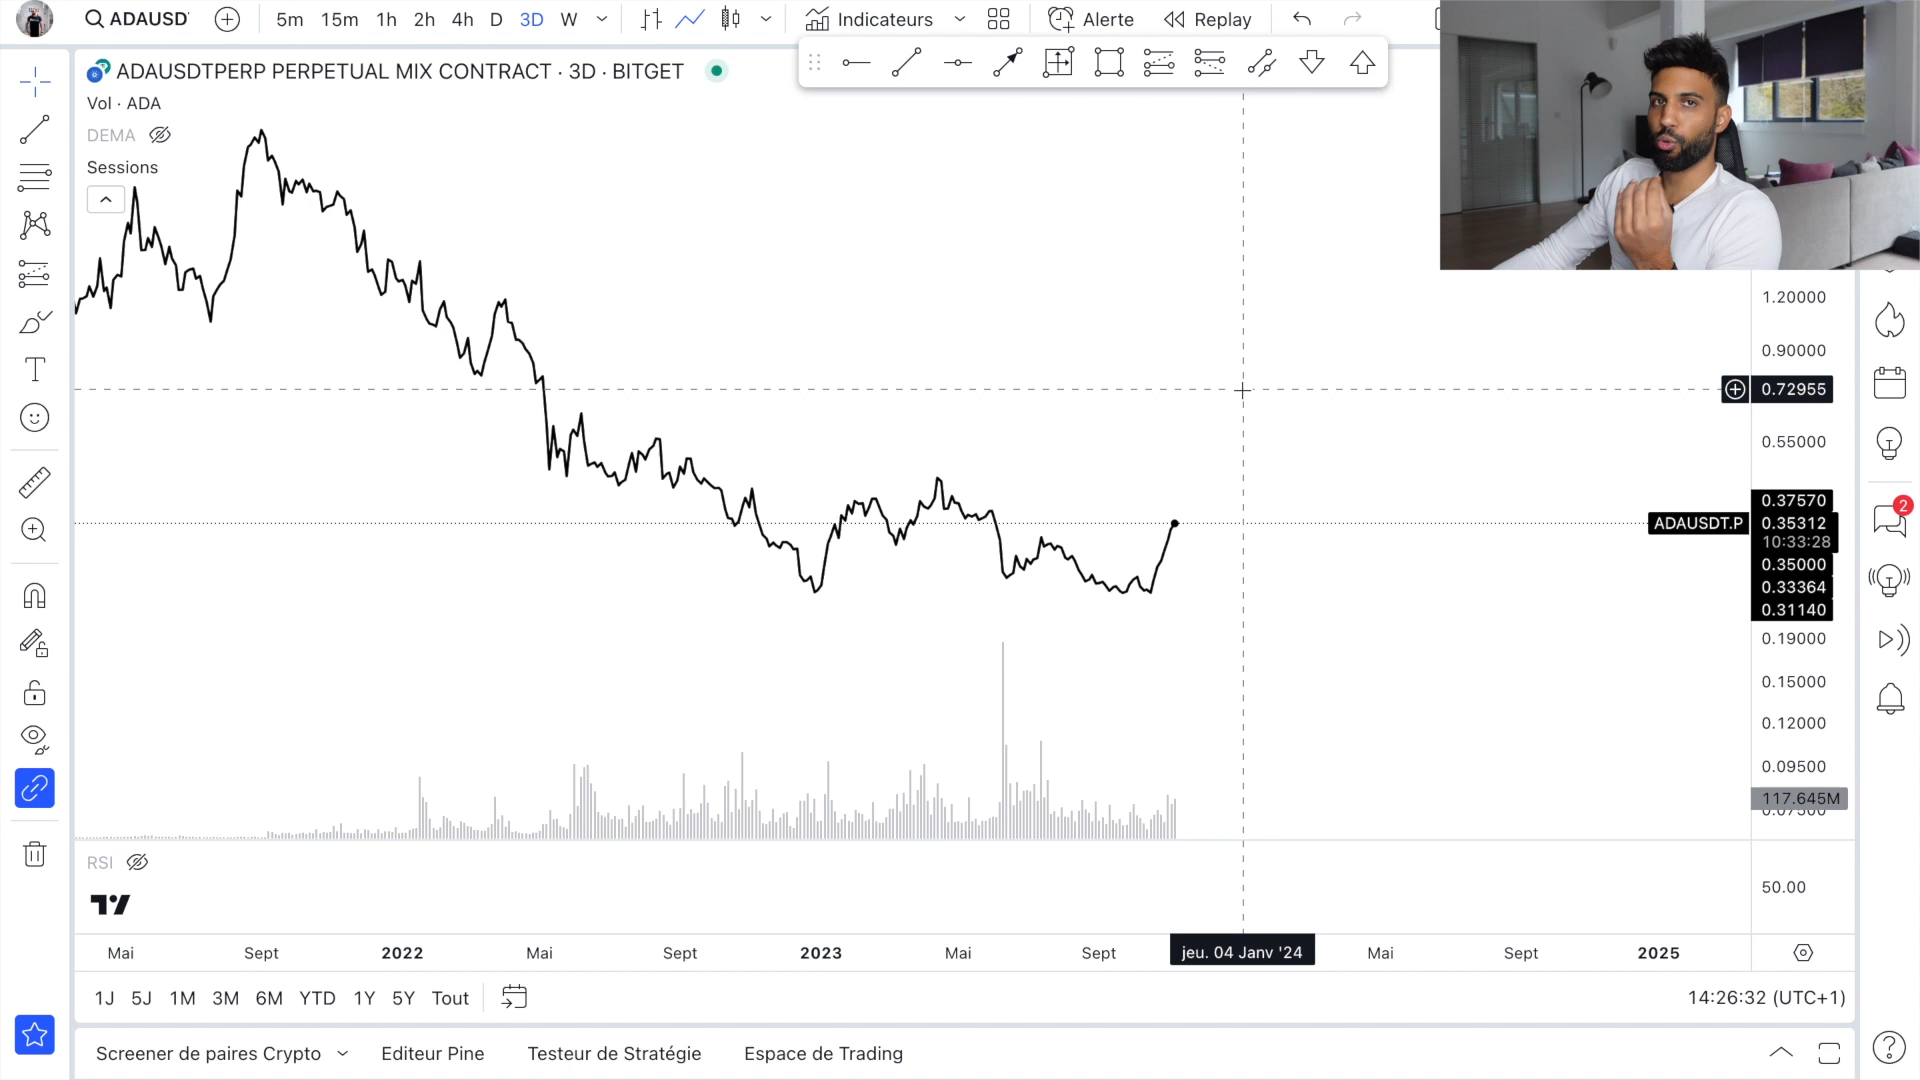 ADAUSD
5m 15m 1h 2h 4h D 3D W
Indicateurs
Alerte
Replay
ADAUSDTPERP PERPETUAL MIX CONTRACT · 3D · BITGET
Vol · ADA
DEMA
Sessions
1.20000
0.90000
0.72955
0.55000
0.37570
ADAUSDT.P 0.35312
10:33:28
0.35000
0.33364
0.31140
0.19000
0.15000
0.12000
0.09500
117.645M
2
RSI
50.00
Mai Sept 2022 Mai Sept 2023 Mai Sept jeu. 04 Janv '24 Mai Sept 2025
1J 5J 1M 3M 6M YTD 1Y 5Y Tout
14:26:32 (UTC+1)
Screener de paires Crypto Editeur Pine Testeur de Stratégie Espace de Trading